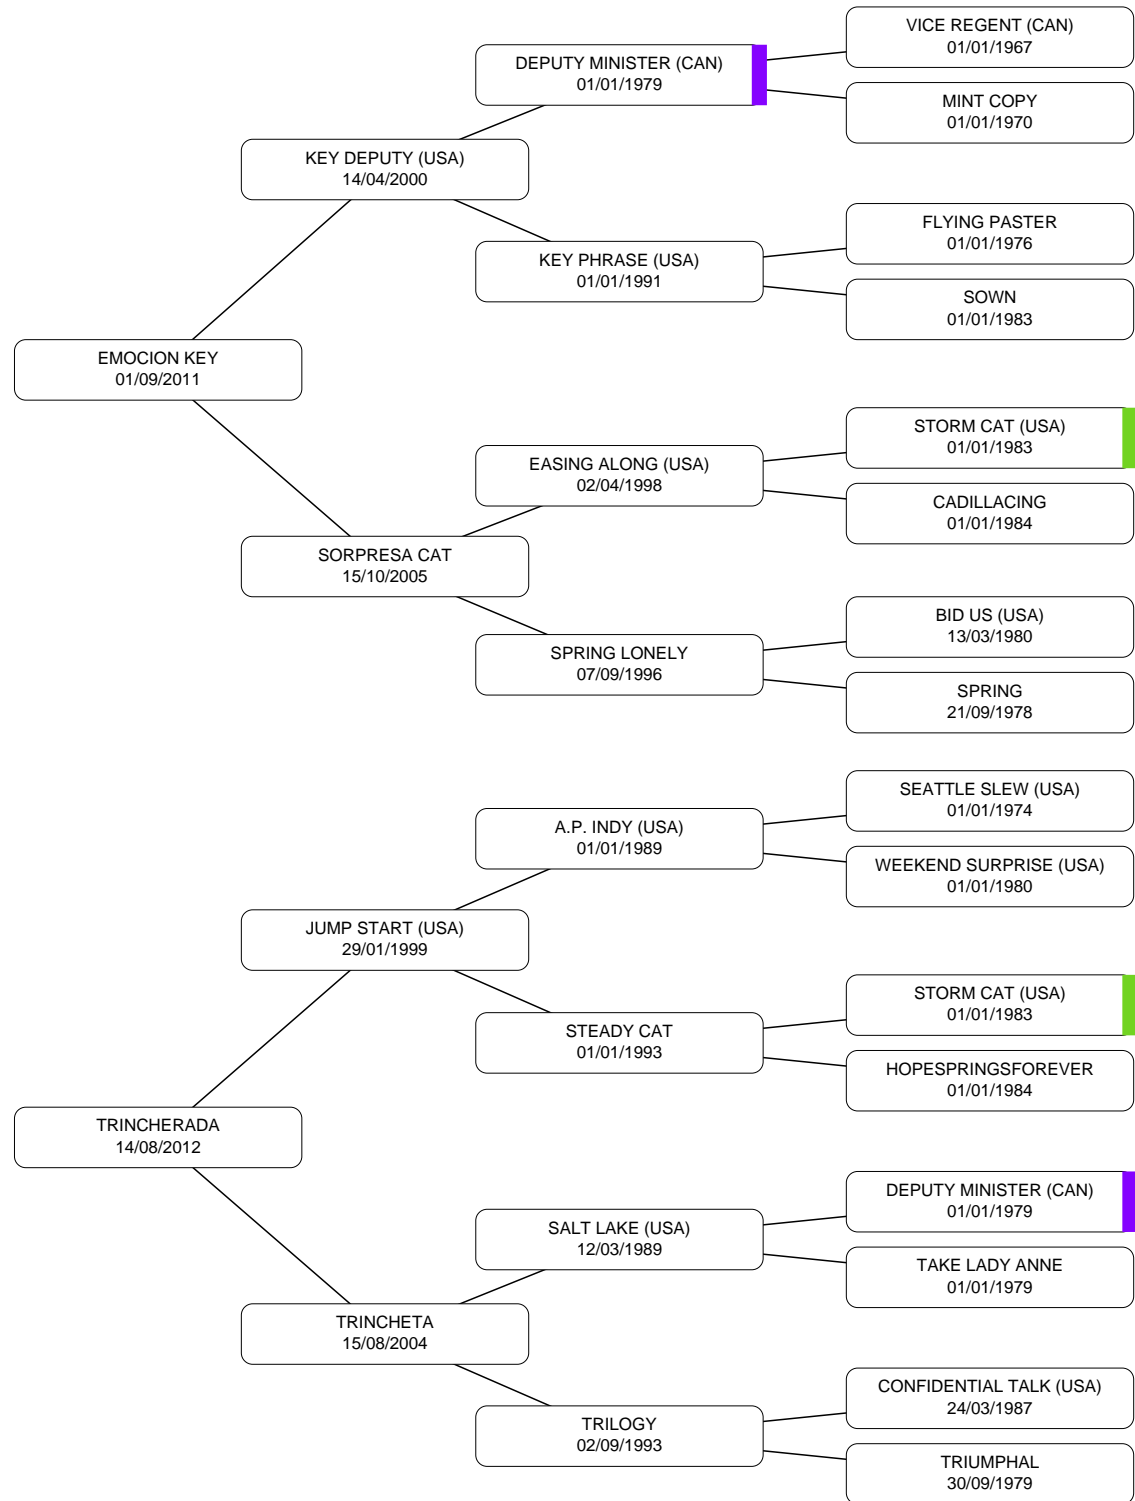 VICE REGENT (CAN)
01/01/1967
DEPUTY MINISTER (CAN)
01/01/1979
MINT COPY
01/01/1970
KEY DEPUTY (USA)
14/04/2000
FLYING PASTER
01/01/1976
KEY PHRASE (USA)
01/01/1991
SOWN
01/01/1983
EMOCION KEY
01/09/2011
STORM CAT (USA)
01/01/1983
EASING ALONG (USA)
02/04/1998
CADILLACING
01/01/1984
SORPRESA CAT
15/10/2005
BID US (USA)
13/03/1980
SPRING LONELY
07/09/1996
SPRING
21/09/1978
SEATTLE SLEW (USA)
01/01/1974
A.P. INDY (USA)
01/01/1989
WEEKEND SURPRISE (USA)
01/01/1980
JUMP START (USA)
29/01/1999
STORM CAT (USA)
01/01/1983
STEADY CAT
01/01/1993
HOPESPRINGSFOREVER
01/01/1984
TRINCHERADA
14/08/2012
DEPUTY MINISTER (CAN)
01/01/1979
SALT LAKE (USA)
12/03/1989
TAKE LADY ANNE
01/01/1979
TRINCHETA
15/08/2004
CONFIDENTIAL TALK (USA)
24/03/1987
TRILOGY
02/09/1993
TRIUMPHAL
30/09/1979